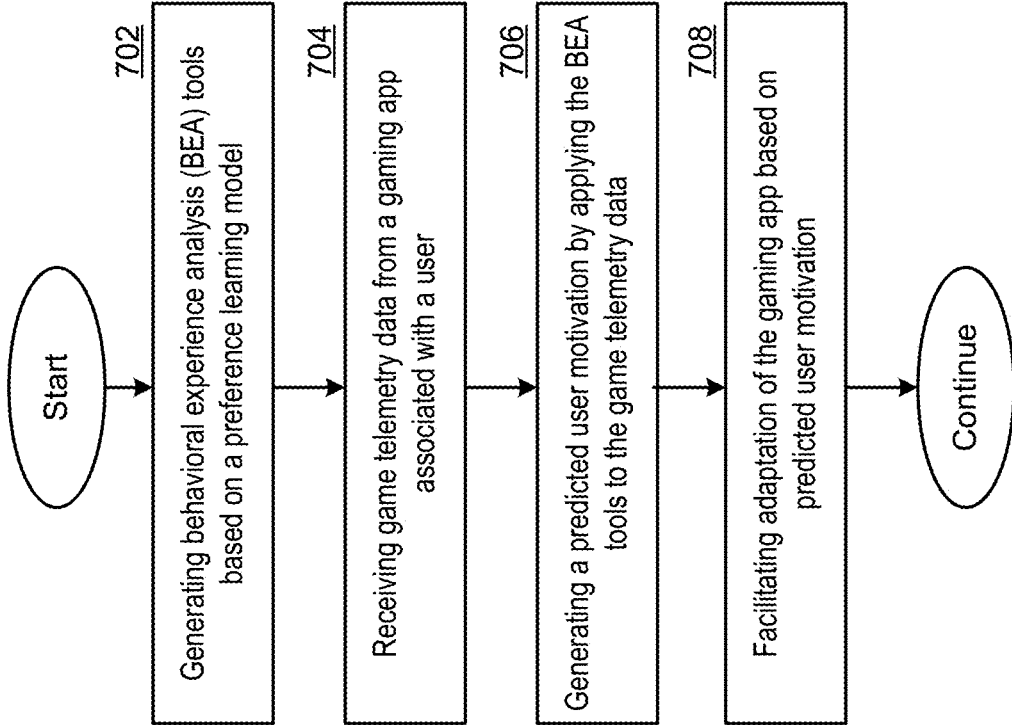 Start
702
Generating behavioral experience analysis (BEA) tools
based on a preference learning model
704
Receiving game telemetry data from a gaming app
associated with a user
706
Generating a predicted user motivation by applying the BEA
tools to the game telemetry data
708
Facilitating adaptation of the gaming app based on
predicted user motivation
Continue